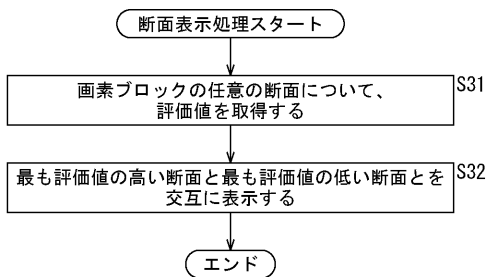 断面表示処理スタート
画素ブロックの任意の断面について、
評価値を取得する
S31
最も評価値の高い断面と最も評価値の低い断面とを
交互に表示する
S32
エンド